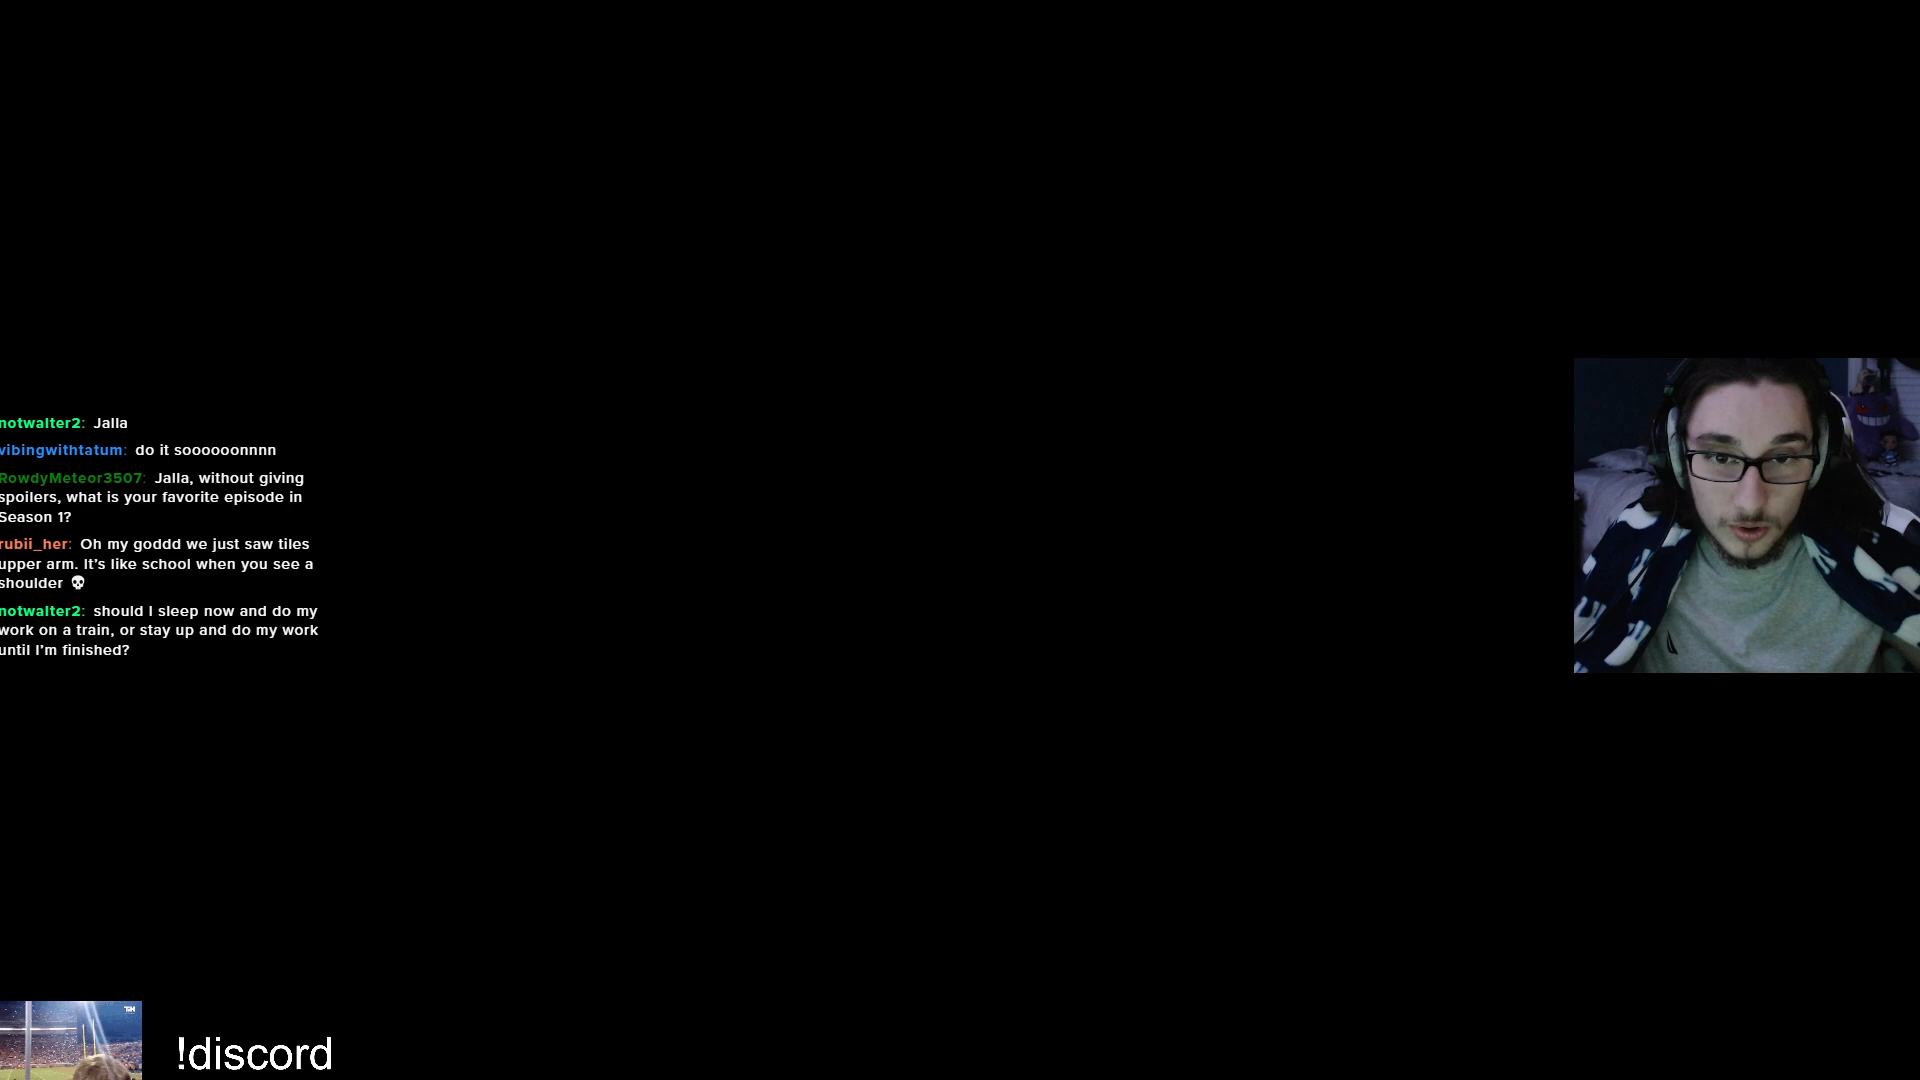 notwalter2: Jalla
vibingwithtatum: do it soooooonnnn
RowdyMeteor3507: Jalla, without giving
spoilers, what is your favorite episode in
Season 1?
rubii_her: Oh my goddd we just saw tiles
upper arm. It’s like school when you see a
shoulder 💀
notwalter2: should I sleep now and do my
work on a train, or stay up and do my work
until I’m finished?
!discord